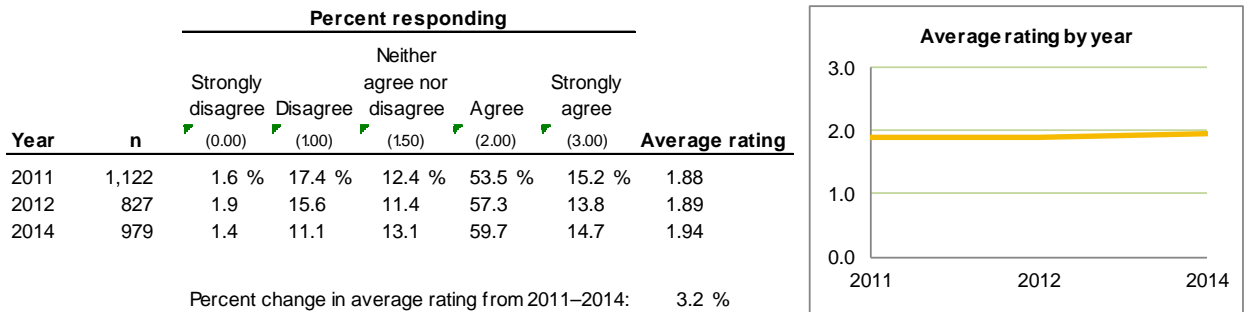 Percent responding
Neither
Strongly agree nor Strongly
disagree Disagree disagree Agree agree
Year n (0.00) (1.00) (1.50) (2.00) (3.00) Average rating
2011 1,122 1.6 % 17.4 % 12.4 % 53.5 % 15.2 % 1.88
2012 827 1.9 15.6 11.4 57.3 13.8 1.89
2014 979 1.4 11.1 13.1 59.7 14.7 1.94
Percent change in average rating from 2011–2014: 3.2 %
Average rating by year
3.0
2.0
1.0
0.0
2011 2012 2014